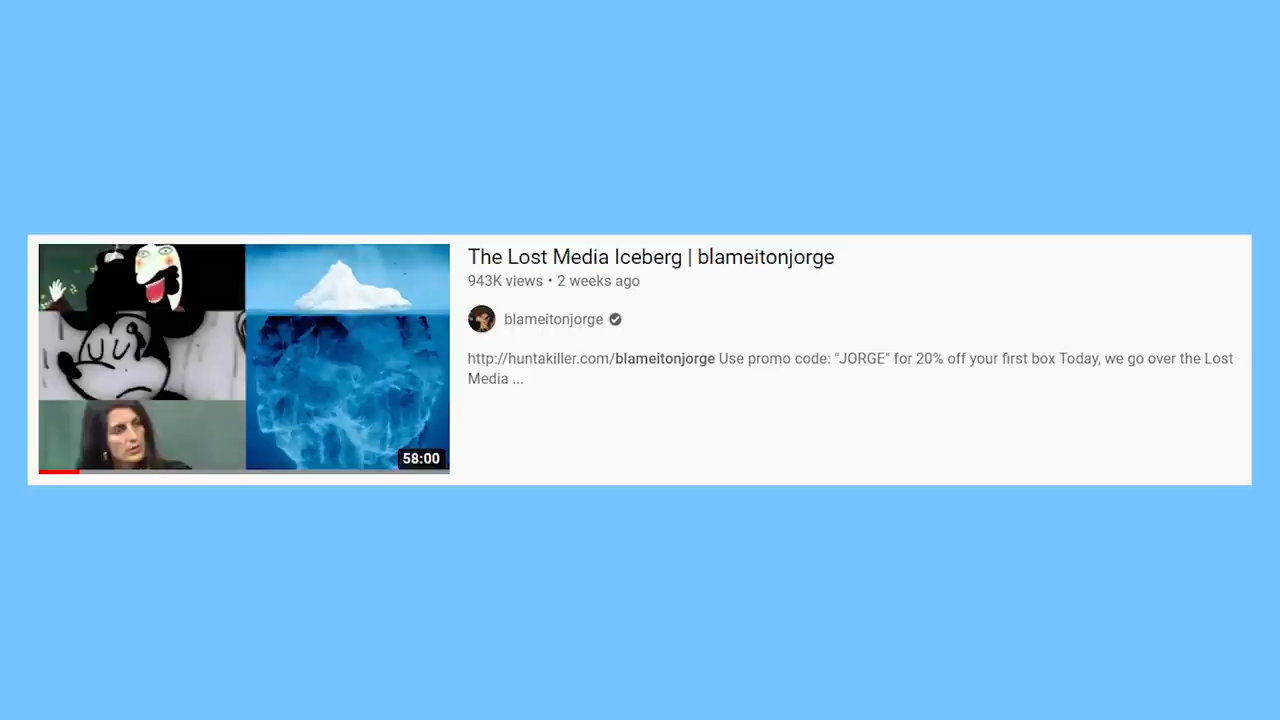 The Lost Media Iceberg | blameitonjorge
943K views • 2 weeks ago
blameitonjorge
http://huntakiller.com/blameitonjorge Use promo code: "JORGE" for 20% off your first box Today, we go over the Lost
Media ...
58:00